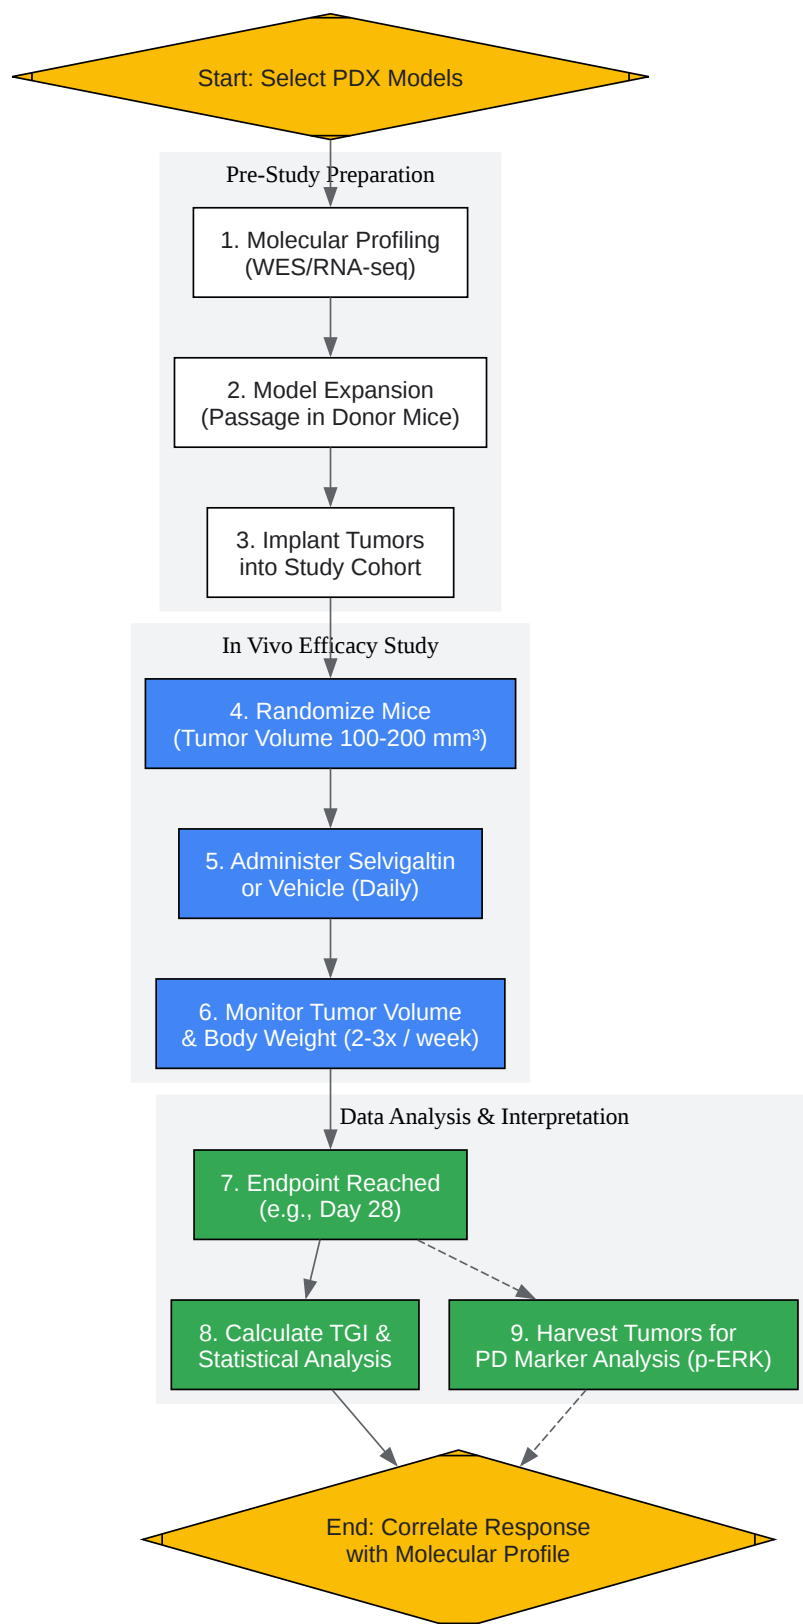 Start: Select PDX Models
Pre-Study Preparation
1. Molecular Profiling
(WES/RNA-seq)
2. Model Expansion
(Passage in Donor Mice)
3. Implant Tumors
into Study Cohort
In Vivo Efficacy Study
4. Randomize Mice
(Tumor Volume 100-200 mm³)
5. Administer Selvigaltin
or Vehicle (Daily)
6. Monitor Tumor Volume
& Body Weight (2-3x / week)
Data Analysis & Interpretation
7. Endpoint Reached
(e.g., Day 28)
8. Calculate TGI &
Statistical Analysis
9. Harvest Tumors for
PD Marker Analysis (p-ERK)
End: Correlate Response
with Molecular Profile